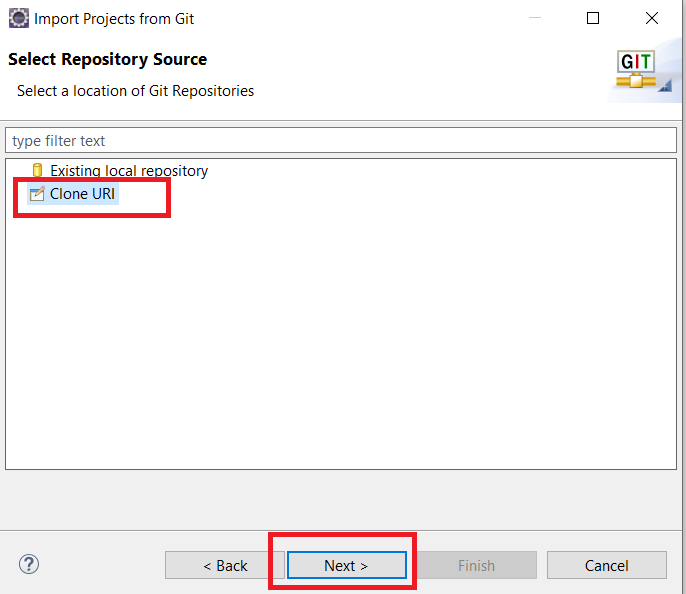 Import Projects from Git
Select Repository Source
Select a location of Git Repositories
GIT
type filter text
Existing local repository
Clone URI
?
< Back
Next >
Finish
Cancel